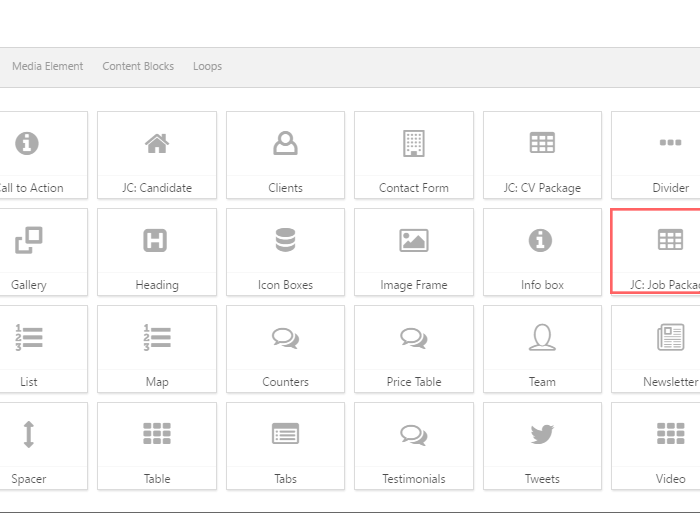 Media Element Content Blocks Loops
all to Action JC: Candidate Clients Contact Form JC: CV Package Divider
Gallery Heading Icon Boxes Image Frame Info box JC: Job Packa
List Map Counters Price Table Team Newsletter
Spacer Table Tabs Testimonials Tweets Video